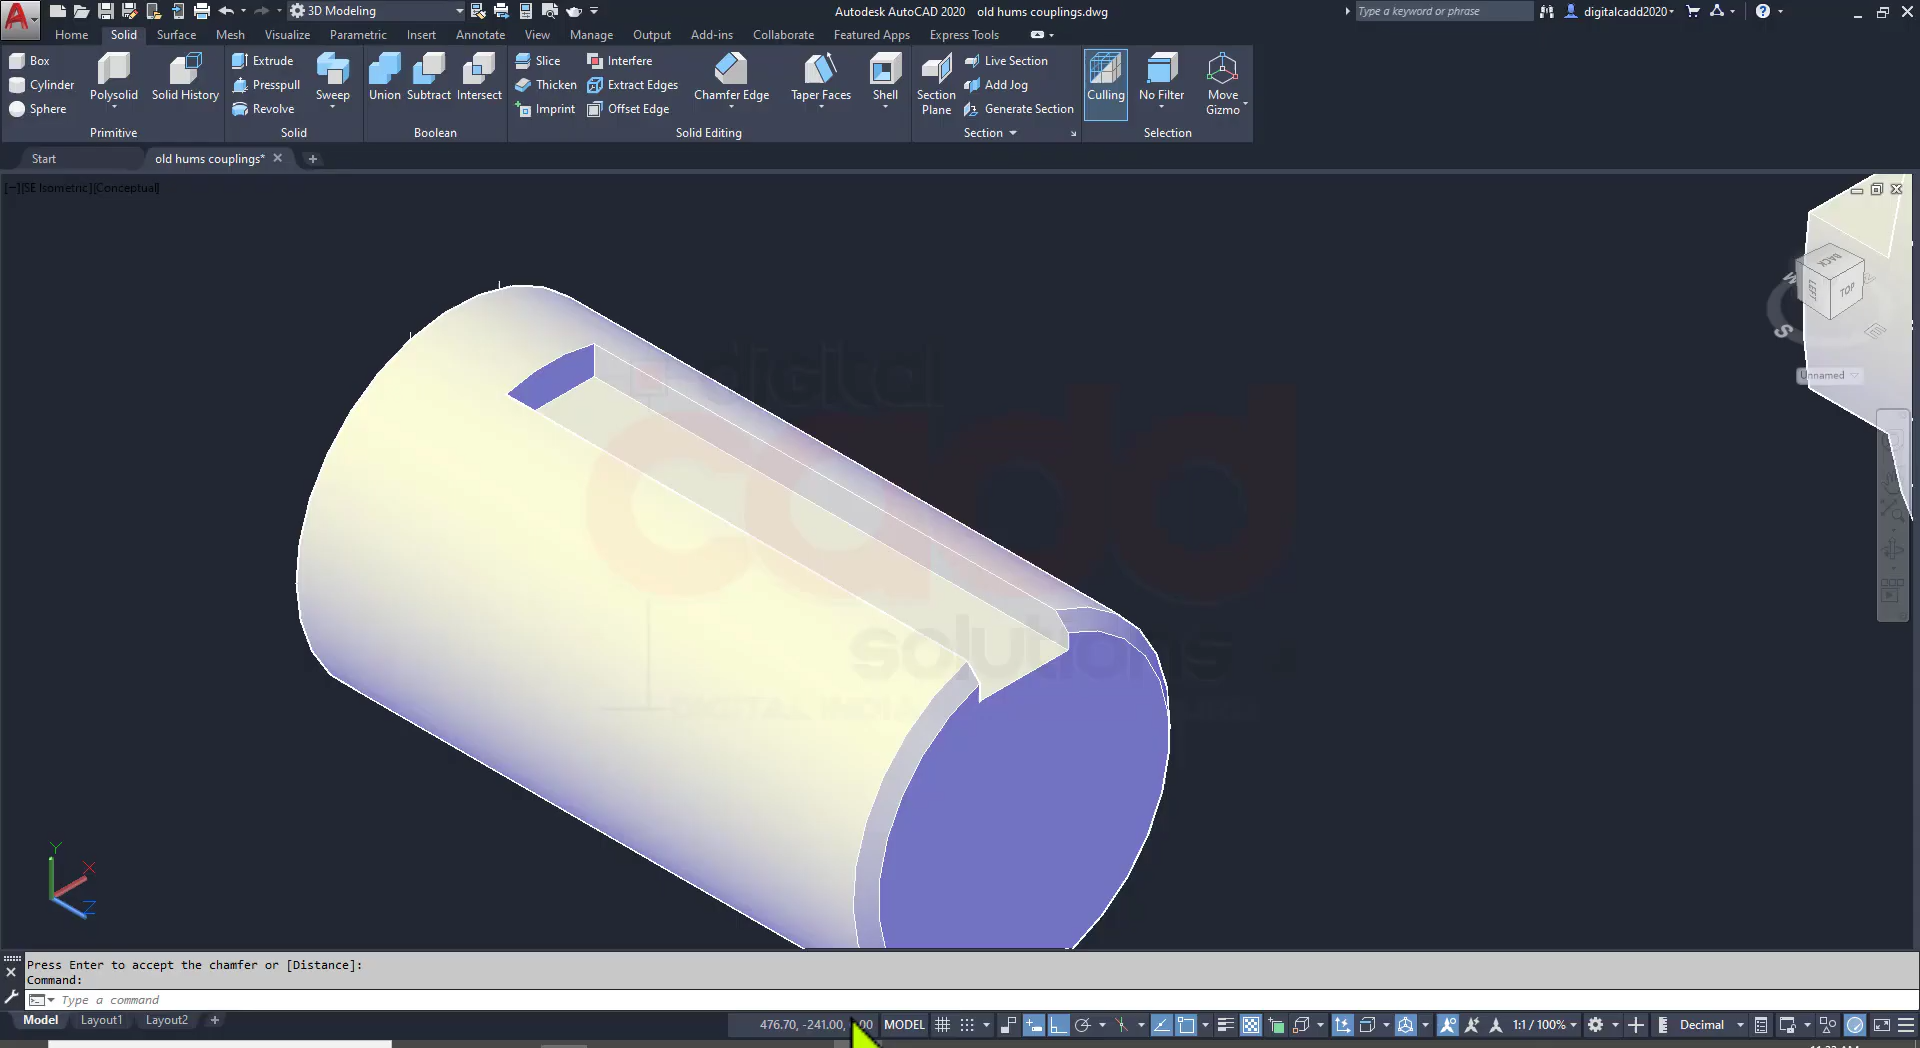 3D Modeling
Autodesk AutoCAD 2020 old hums couplings.dwg
Type a keyword or phrase
digitalcadd2020
Home Solid Surface Mesh Visualize Parametric Insert Annotate View Manage Output Add-ins Collaborate Featured Apps Express Tools
Box
Cylinder
Sphere
Polysolid
Solid History
Primitive
Extrude
Presspull
Revolve
Sweep
Solid
Union Subtract Intersect
Boolean
Slice
Thicken
Imprint
Interfere
Extract Edges
Offset Edge
Chamfer Edge
Taper Faces
Shell
Solid Editing
Section Plane
Live Section
Add Jog
Generate Section
Section
Culling
No Filter
Move Gizmo
Selection
Start
old hums couplings*
[−][SE Isometric][Conceptual]
BACK
LEFT
TOP
W
S
E
Unnamed
digital
cadd
solutions
Y
X
Z
Press Enter to accept the chamfer or [Distance]:
Command:
Type a command
Model Layout1 Layout2
476.70, -241.00,
MODEL
1:1 / 100%
Decimal